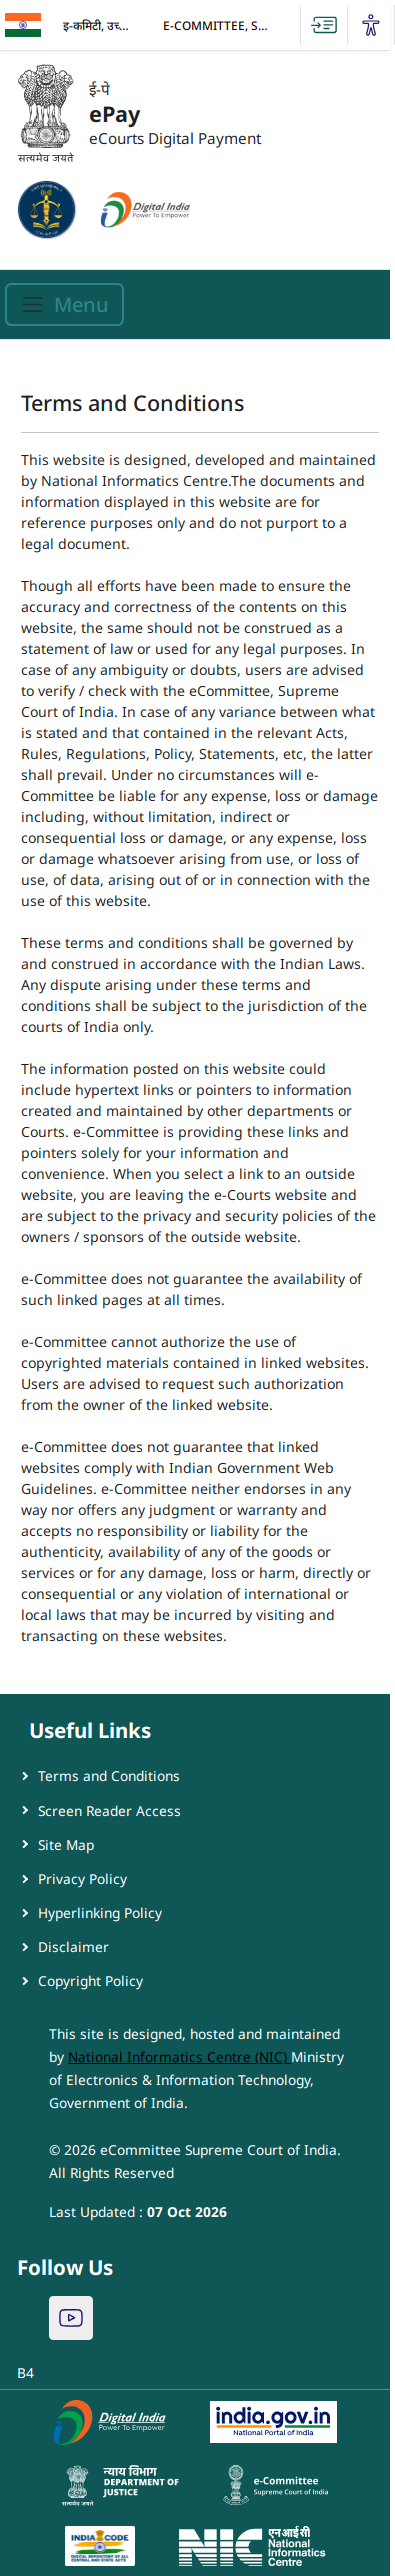 इ-कमिटी, उच्...
E-COMMITTEE, S...
ई-पे
ePay
eCourts Digital Payment
सत्यमेव जयते
Digital India
Power To Empower
Menu
Terms and Conditions
This website is designed, developed and maintained
by National Informatics Centre.The documents and
information displayed in this website are for
reference purposes only and do not purport to a
legal document.
Though all efforts have been made to ensure the
accuracy and correctness of the contents on this
website, the same should not be construed as a
statement of law or used for any legal purposes. In
case of any ambiguity or doubts, users are advised
to verify / check with the eCommittee, Supreme
Court of India. In case of any variance between what
is stated and that contained in the relevant Acts,
Rules, Regulations, Policy, Statements, etc, the latter
shall prevail. Under no circumstances will e-
Committee be liable for any expense, loss or damage
including, without limitation, indirect or
consequential loss or damage, or any expense, loss
or damage whatsoever arising from use, or loss of
use, of data, arising out of or in connection with the
use of this website.
These terms and conditions shall be governed by
and construed in accordance with the Indian Laws.
Any dispute arising under these terms and
conditions shall be subject to the jurisdiction of the
courts of India only.
The information posted on this website could
include hypertext links or pointers to information
created and maintained by other departments or
Courts. e-Committee is providing these links and
pointers solely for your information and
convenience. When you select a link to an outside
website, you are leaving the e-Courts website and
are subject to the privacy and security policies of the
owners / sponsors of the outside website.
e-Committee does not guarantee the availability of
such linked pages at all times.
e-Committee cannot authorize the use of
copyrighted materials contained in linked websites.
Users are advised to request such authorization
from the owner of the linked website.
e-Committee does not guarantee that linked
websites comply with Indian Government Web
Guidelines. e-Committee neither endorses in any
way nor offers any judgment or warranty and
accepts no responsibility or liability for the
authenticity, availability of any of the goods or
services or for any damage, loss or harm, directly or
consequential or any violation of international or
local laws that may be incurred by visiting and
transacting on these websites.
Useful Links
Terms and Conditions
Screen Reader Access
Site Map
Privacy Policy
Hyperlinking Policy
Disclaimer
Copyright Policy
This site is designed, hosted and maintained
by National Informatics Centre (NIC) Ministry
of Electronics & Information Technology,
Government of India.
© 2026 eCommittee Supreme Court of India.
All Rights Reserved
Last Updated : 07 Oct 2026
Follow Us
B4
Digital India
Power To Empower
india.gov.in
National Portal of India
न्याय विभाग
DEPARTMENT OF
JUSTICE
सत्यमेव जयते
e-Committee
Supreme Court of India
INDIA CODE
DIGITAL REPOSITORY OF ALL
CENTRAL AND STATE ACTS
NIC
एनआईसी
National
Informatics
Centre